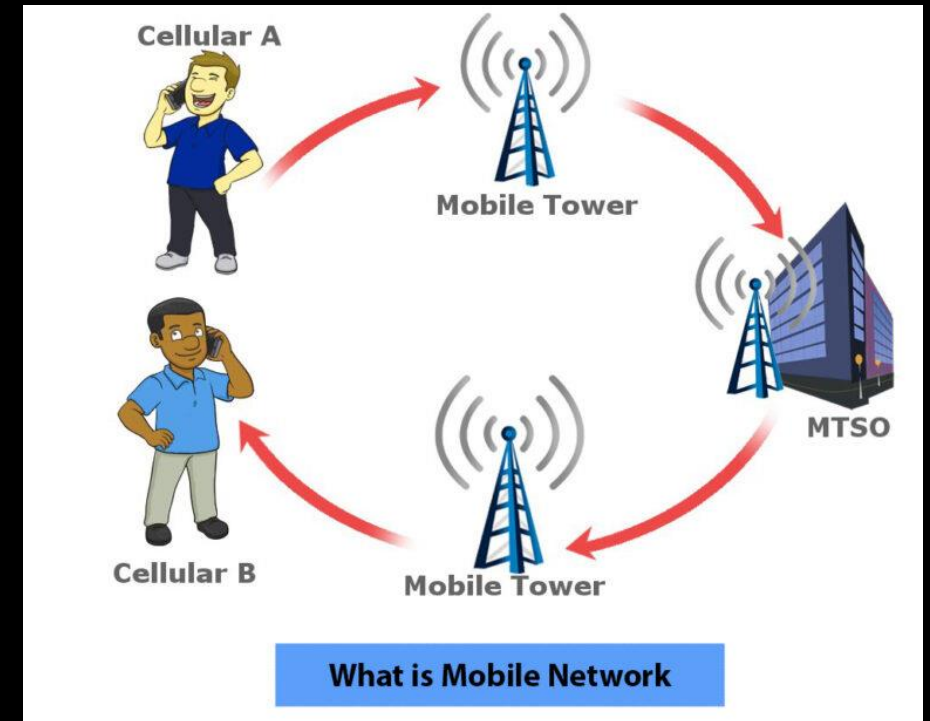 Cellular A
Mobile Tower
MTSO
Cellular B
Mobile Tower
What is Mobile Network